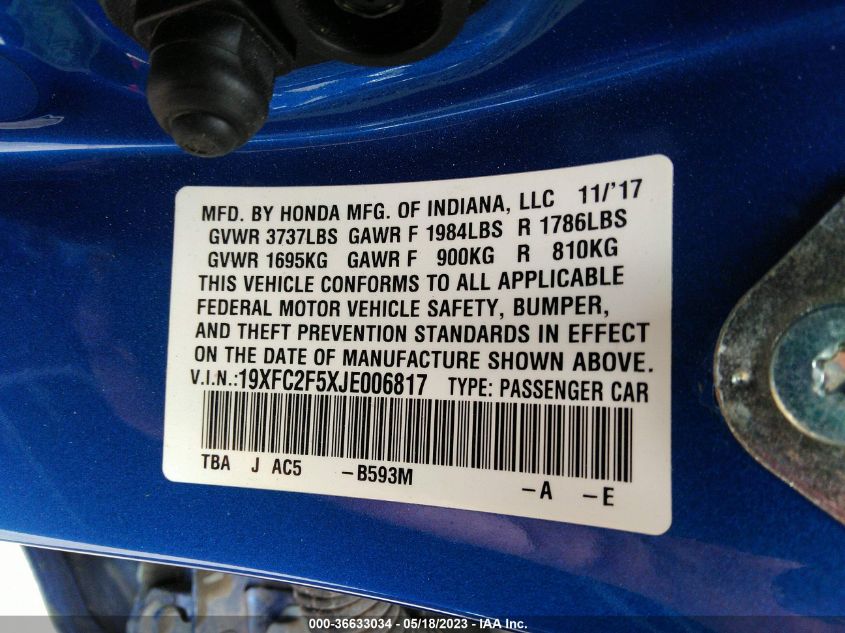 MFD. BY HONDA MFG. OF INDIANA, LLC 11/'17
GVWR 3737LBS GAWR F 1984LBS R 1786LBS
GVWR 1695KG GAWR F 900KG R 810KG
THIS VEHICLE CONFORMS TO ALL APPLICABLE
FEDERAL MOTOR VEHICLE SAFETY, BUMPER,
AND THEFT PREVENTION STANDARDS IN EFFECT
ON THE DATE OF MANUFACTURE SHOWN ABOVE.
V.I.N.:19XFC2F5XJE006817 TYPE: PASSENGER CAR
TBA J AC5 -B593M -A -E
000-36633034 - 05/18/2023 - IAA Inc.